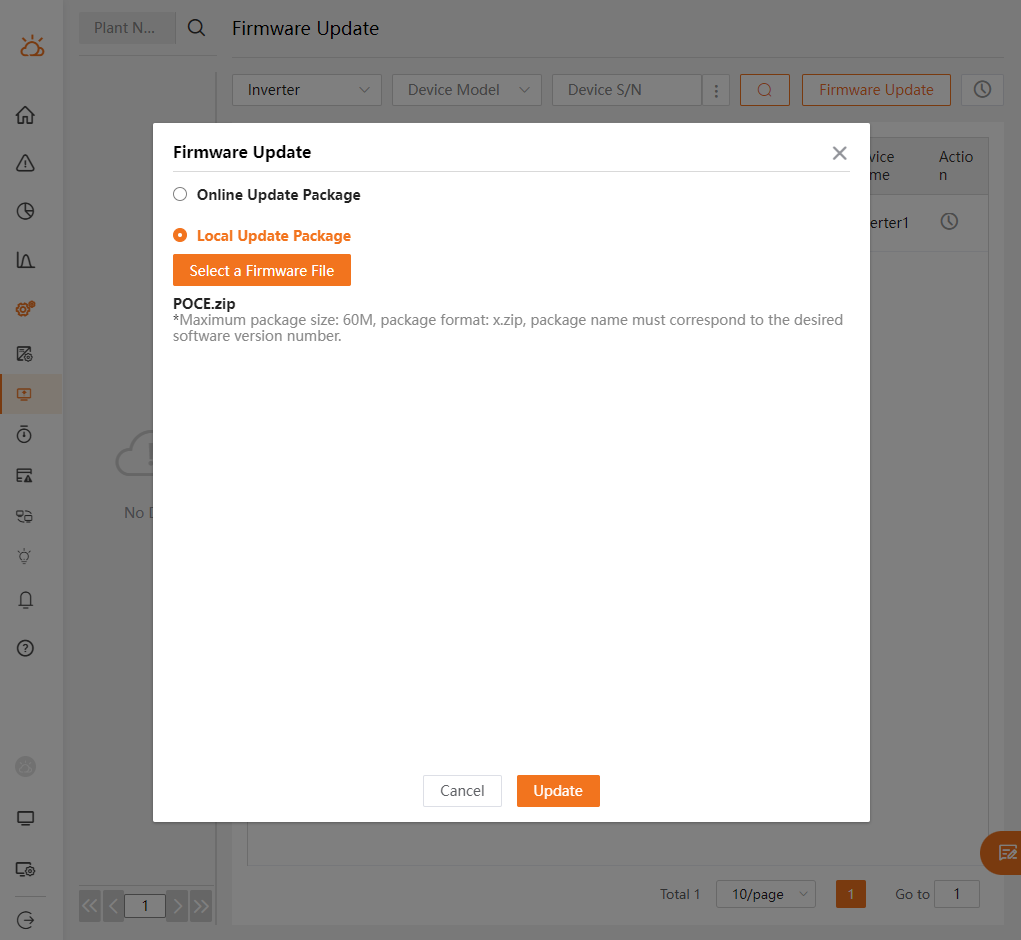 Plant N...
Firmware Update
Inverter
Device Model
Device S/N
Firmware Update
Firmware Update
Online Update Package
Local Update Package
Select a Firmware File
POCE.zip
*Maximum package size: 60M, package format: x.zip, package name must correspond to the desired
software version number.
Cancel
Update
vice
me
Actio
n
erter1
No D
1
Total 1
10/page
1
Go to
1